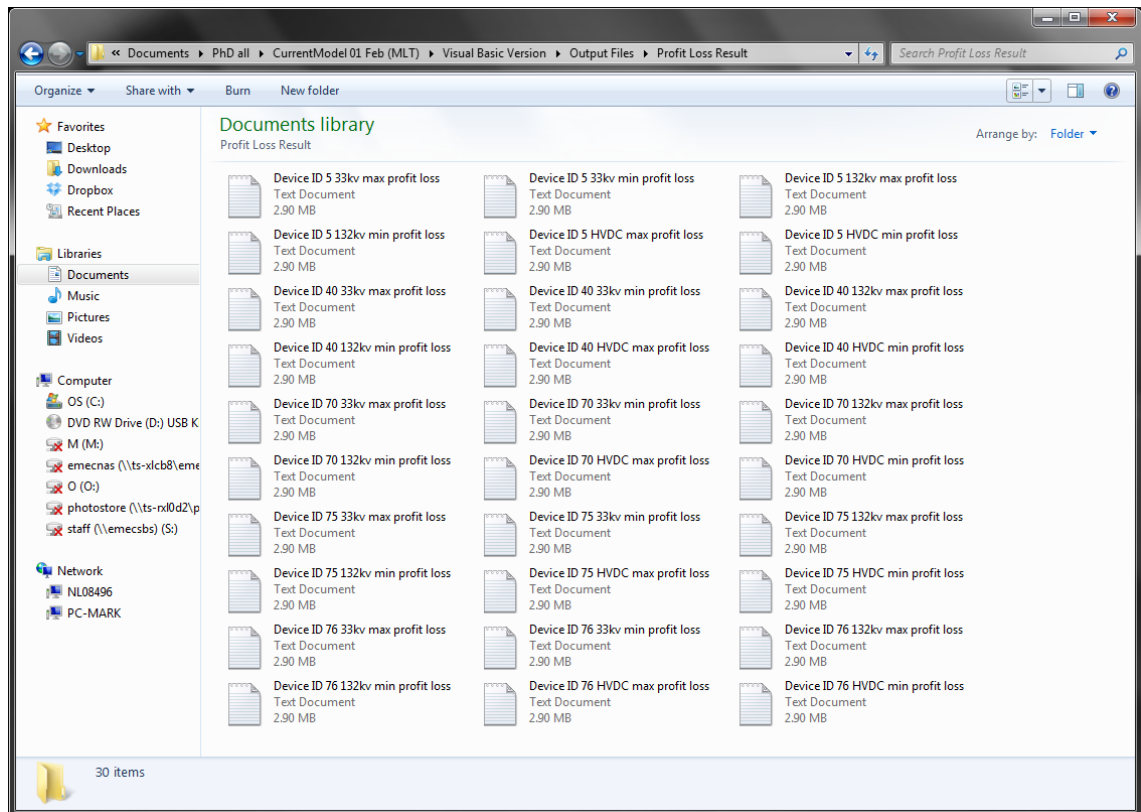 « Documents ▸ PhD all ▸ CurrentModel 01 Feb (MLT) ▸ Visual Basic Version ▸ Output Files ▸ Profit Loss Result
Search Profit Loss Result
Organize Share with Burn New folder
Favorites
Desktop
Downloads
Dropbox
Recent Places
Libraries
Documents
Music
Pictures
Videos
Computer
OS (C:)
DVD RW Drive (D:) USB K
M (M:)
emecnas (\\ts-xlcb8\eme
O (O:)
photostore (\\ts-rxl0d2\p
staff (\\emecsbs) (S:)
Network
NL08496
PC-MARK
Documents library
Profit Loss Result
Arrange by: Folder
Device ID 5 33kv max profit loss
Text Document
2.90 MB
Device ID 5 33kv min profit loss
Text Document
2.90 MB
Device ID 5 132kv max profit loss
Text Document
2.90 MB
Device ID 5 132kv min profit loss
Text Document
2.90 MB
Device ID 5 HVDC max profit loss
Text Document
2.90 MB
Device ID 5 HVDC min profit loss
Text Document
2.90 MB
Device ID 40 33kv max profit loss
Text Document
2.90 MB
Device ID 40 33kv min profit loss
Text Document
2.90 MB
Device ID 40 132kv max profit loss
Text Document
2.90 MB
Device ID 40 132kv min profit loss
Text Document
2.90 MB
Device ID 40 HVDC max profit loss
Text Document
2.90 MB
Device ID 40 HVDC min profit loss
Text Document
2.90 MB
Device ID 70 33kv max profit loss
Text Document
2.90 MB
Device ID 70 33kv min profit loss
Text Document
2.90 MB
Device ID 70 132kv max profit loss
Text Document
2.90 MB
Device ID 70 132kv min profit loss
Text Document
2.90 MB
Device ID 70 HVDC max profit loss
Text Document
2.90 MB
Device ID 70 HVDC min profit loss
Text Document
2.90 MB
Device ID 75 33kv max profit loss
Text Document
2.90 MB
Device ID 75 33kv min profit loss
Text Document
2.90 MB
Device ID 75 132kv max profit loss
Text Document
2.90 MB
Device ID 75 132kv min profit loss
Text Document
2.90 MB
Device ID 75 HVDC max profit loss
Text Document
2.90 MB
Device ID 75 HVDC min profit loss
Text Document
2.90 MB
Device ID 76 33kv max profit loss
Text Document
2.90 MB
Device ID 76 33kv min profit loss
Text Document
2.90 MB
Device ID 76 132kv max profit loss
Text Document
2.90 MB
Device ID 76 132kv min profit loss
Text Document
2.90 MB
Device ID 76 HVDC max profit loss
Text Document
2.90 MB
Device ID 76 HVDC min profit loss
Text Document
2.90 MB
30 items